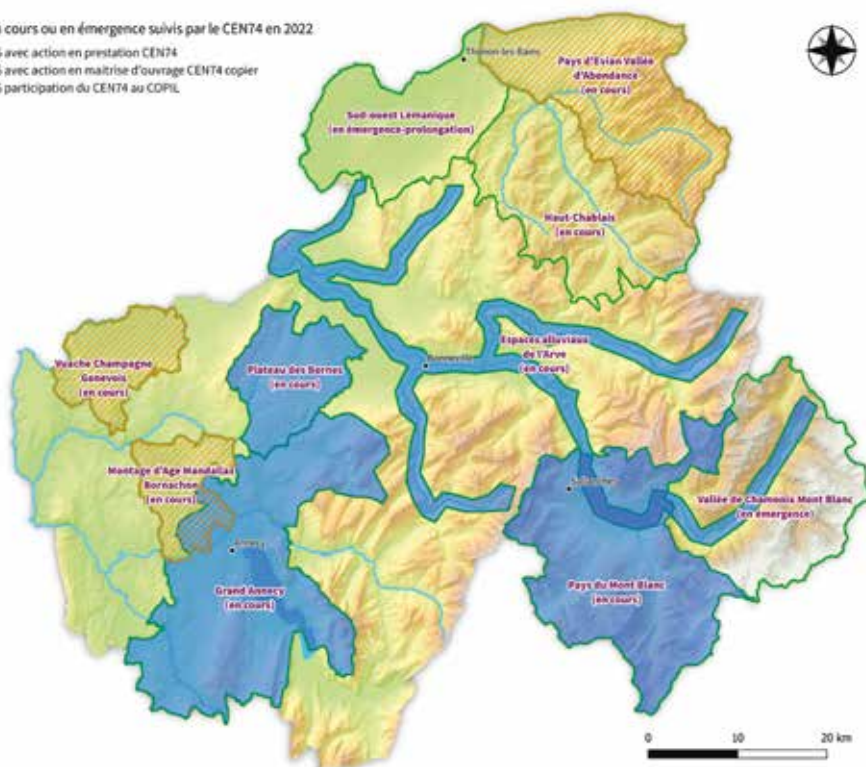 cours ou en émergence suivis par le CEN74 en 2022
avec action en prestation CEN74
avec action en maitrise d'ouvrage CEN74 copier
participation du CEN74 au COPIL
Thonon-les-Bains
Pays d'Evian Vallée
d'Abondance
(en cours)
Sud-ouest Lemanique
(en émergence-prolongation)
Haut-Chablais
(en cours)
Espaces alluviaux
de l'Arve
(en cours)
Bonneville
Vuache Champagne
Genevois
(en cours)
Plateau des Bornes
(en cours)
Montage d'Age Mandallaz
Bornachon
(en cours)
Sallanches
Vallée de Chamonix Mont Blanc
(en émergence)
Annecy
Grand Annecy
(en cours)
Pays du Mont Blanc
(en cours)
0 10 20 km